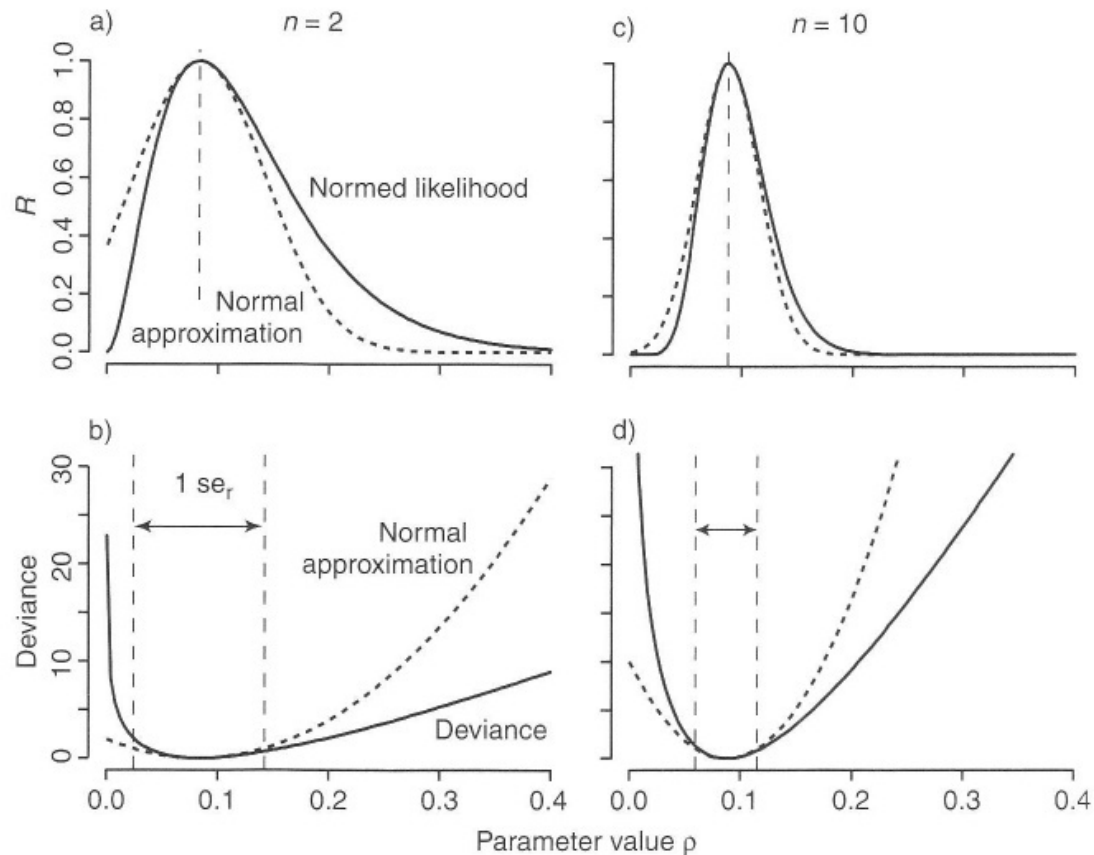 a)
n = 2
c)
n = 10
R
1.0
0.8
0.6
0.4
0.2
0.0
Normed likelihood
Normal
approximation
b)
d)
Deviance
30
20
10
0
1 se_r
Normal
approximation
Deviance
0.0
0.1
0.2
0.3
0.4
0.0
0.1
0.2
0.3
0.4
Parameter value ρ